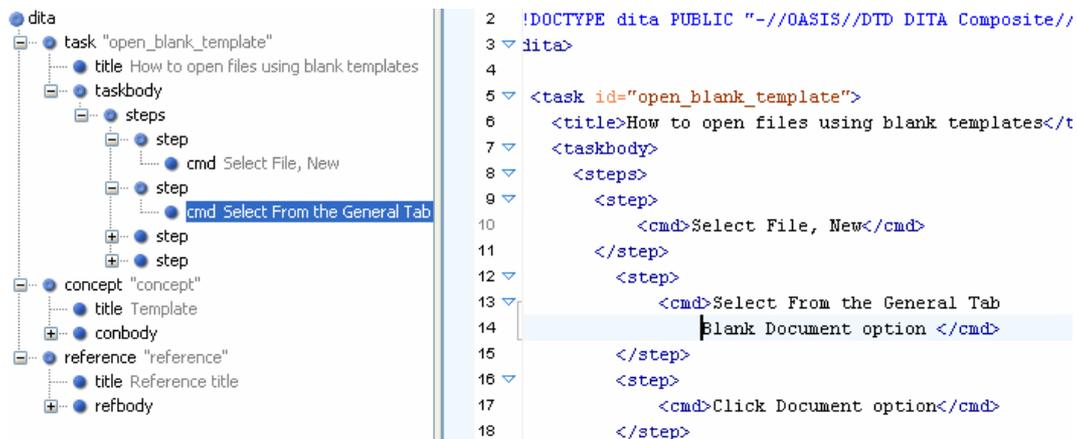 dita
task "open_blank_template"
title How to open files using blank templates
taskbody
steps
step
cmd Select File, New
step
cmd Select From the General Tab
step
step
concept "concept"
title Template
conbody
reference "reference"
title Reference title
refbody
2 !DOCTYPE dita PUBLIC "-//OASIS//DTD DITA Composite//
3 dita>
4
5 <task id="open_blank_template">
6 <title>How to open files using blank templates</t
7 <taskbody>
8 <steps>
9 <step>
10 <cmd>Select File, New</cmd>
11 </step>
12 <step>
13 <cmd>Select From the General Tab
14 Blank Document option </cmd>
15 </step>
16 <step>
17 <cmd>Click Document option</cmd>
18 </step>